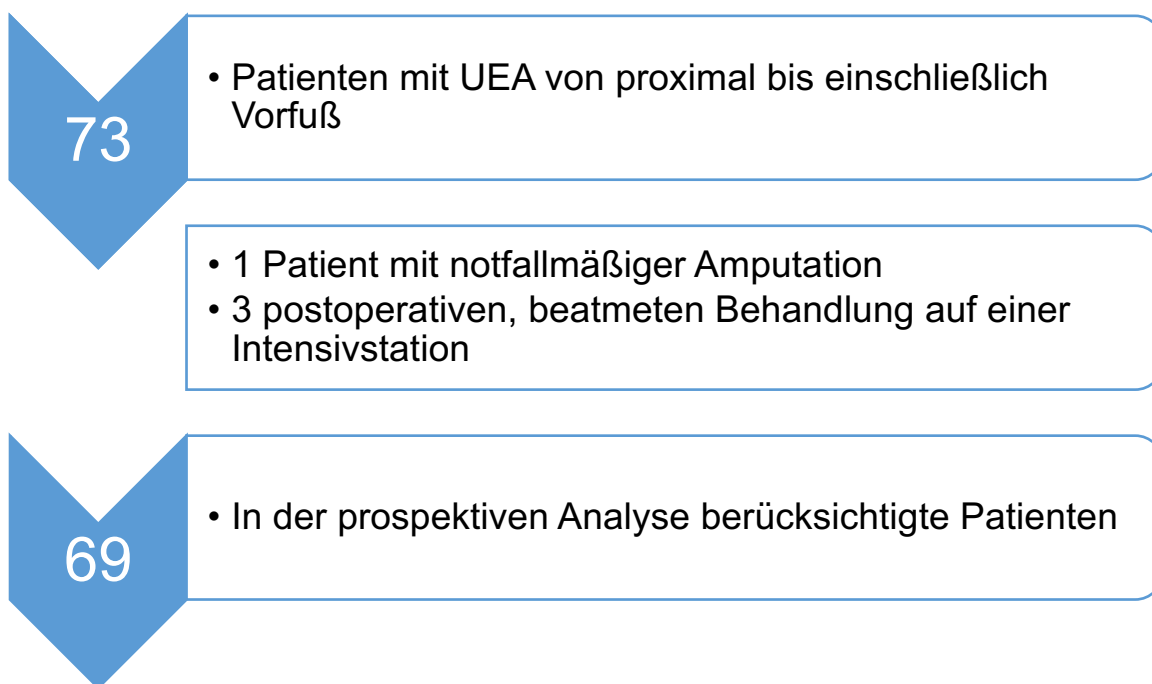 73
• Patienten mit UEA von proximal bis einschließlich
Vorfuß
• 1 Patient mit notfallmäßiger Amputation
• 3 postoperativen, beatmeten Behandlung auf einer
Intensivstation
69
• In der prospektiven Analyse berücksichtigte Patienten